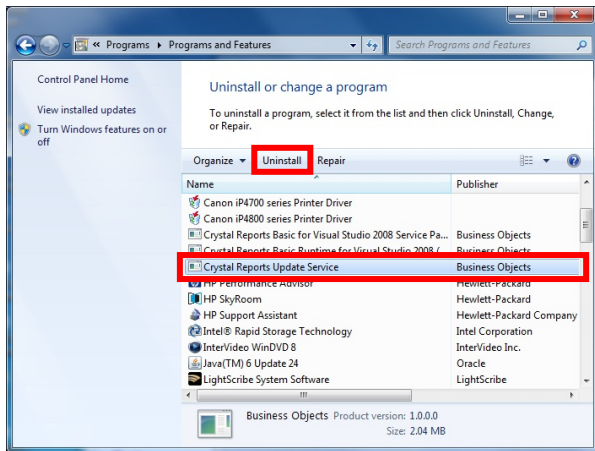 « Programs ▸ Programs and Features
Search Programs and Features
Control Panel Home
View installed updates
Turn Windows features on or
off
Uninstall or change a program
To uninstall a program, select it from the list and then click Uninstall, Change,
or Repair.
Organize Uninstall Repair
Name Publisher
Canon iP4700 series Printer Driver
Canon iP4800 series Printer Driver
Crystal Reports Basic for Visual Studio 2008 Service Pa... Business Objects
Crystal Reports Basic Runtime for Visual Studio 2008 (... Business Objects
Crystal Reports Update Service Business Objects
HP Performance Advisor Hewlett-Packard
HP SkyRoom Hewlett-Packard
HP Support Assistant Hewlett-Packard Company
Intel® Rapid Storage Technology Intel Corporation
InterVideo WinDVD 8 InterVideo Inc.
Java(TM) 6 Update 24 Oracle
LightScribe System Software LightScribe
Business Objects Product version: 1.0.0.0
Size: 2.04 MB